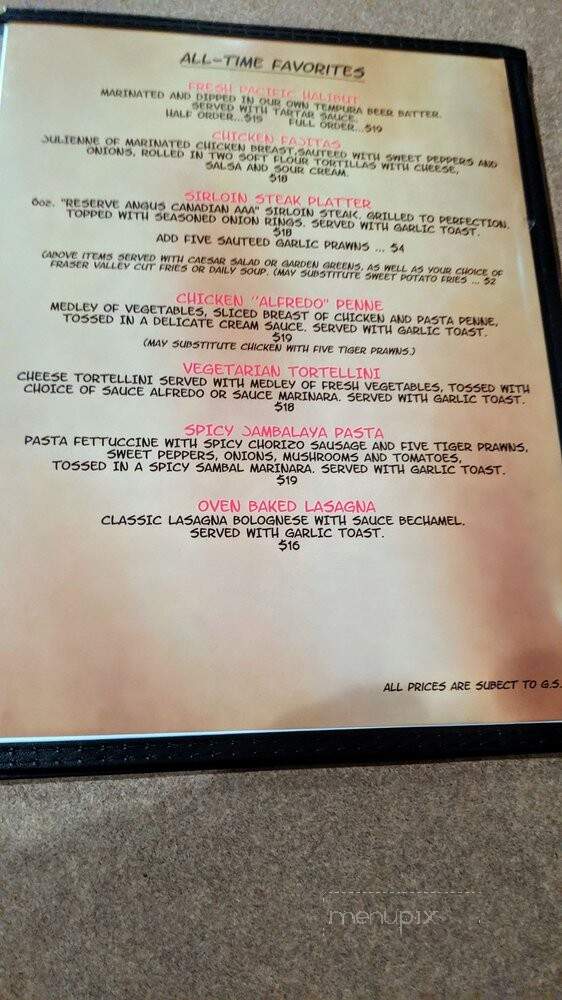 ALL-TIME FAVORITES
FRESH PACIFIC HALIBUT
MARINATED AND DIPPED IN OUR OWN TEMPURA BEER BATTER.
SERVED WITH TARTAR SAUCE.
HALF ORDER...$15 FULL ORDER...$19
CHICKEN FAJITAS
JULIENNE OF MARINATED CHICKEN BREAST,SAUTEED WITH SWEET PEPPERS AND
ONIONS, ROLLED IN TWO SOFT FLOUR TORTILLAS WITH CHEESE,
SALSA AND SOUR CREAM.
$18
SIRLOIN STEAK PLATTER
6oz. "RESERVE ANGUS CANADIAN AAA" SIRLOIN STEAK, GRILLED TO PERFECTION.
TOPPED WITH SEASONED ONION RINGS. SERVED WITH GARLIC TOAST.
$18
ADD FIVE SAUTEED GARLIC PRAWNS ... $4
(ABOVE ITEMS SERVED WITH CAESAR SALAD OR GARDEN GREENS, AS WELL AS YOUR CHOICE OF
FRASER VALLEY CUT FRIES OR DAILY SOUP. (MAY SUBSTITUTE SWEET POTATO FRIES ... $2
CHICKEN "ALFREDO" PENNE
MEDLEY OF VEGETABLES, SLICED BREAST OF CHICKEN AND PASTA PENNE,
TOSSED IN A DELICATE CREAM SAUCE. SERVED WITH GARLIC TOAST.
$19
(MAY SUBSTITUTE CHICKEN WITH FIVE TIGER PRAWNS.)
VEGETARIAN TORTELLINI
CHEESE TORTELLINI SERVED WITH MEDLEY OF FRESH VEGETABLES, TOSSED WITH
CHOICE OF SAUCE ALFREDO OR SAUCE MARINARA. SERVED WITH GARLIC TOAST.
$18
SPICY JAMBALAYA PASTA
PASTA FETTUCCINE WITH SPICY CHORIZO SAUSAGE AND FIVE TIGER PRAWNS,
SWEET PEPPERS, ONIONS, MUSHROOMS AND TOMATOES,
TOSSED IN A SPICY SAMBAL MARINARA. SERVED WITH GARLIC TOAST.
$19
OVEN BAKED LASAGNA
CLASSIC LASAGNA BOLOGNESE WITH SAUCE BECHAMEL.
SERVED WITH GARLIC TOAST.
$16
ALL PRICES ARE SUBECT TO G.S.
menupix